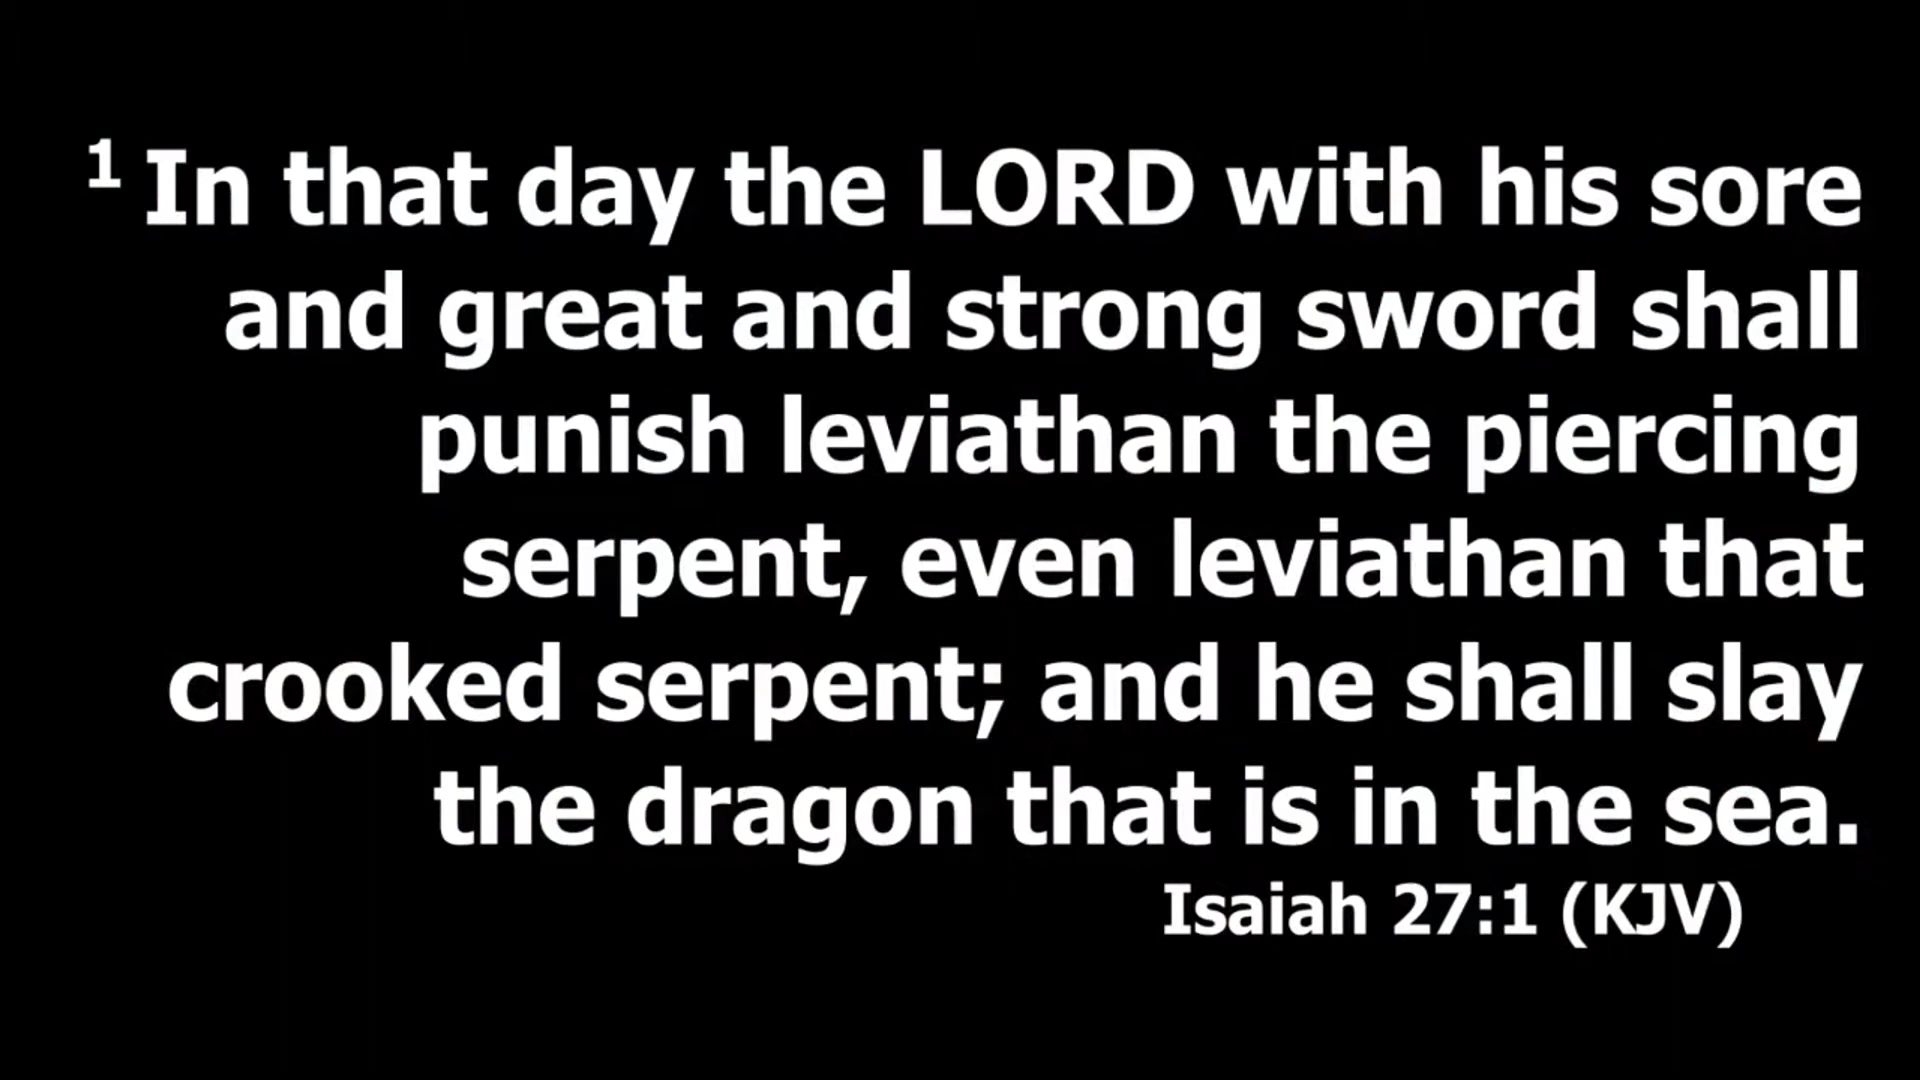 1 In that day the LORD with his sore
and great and strong sword shall
punish leviathan the piercing
serpent, even leviathan that
crooked serpent; and he shall slay
the dragon that is in the sea.
Isaiah 27:1 (KJV)